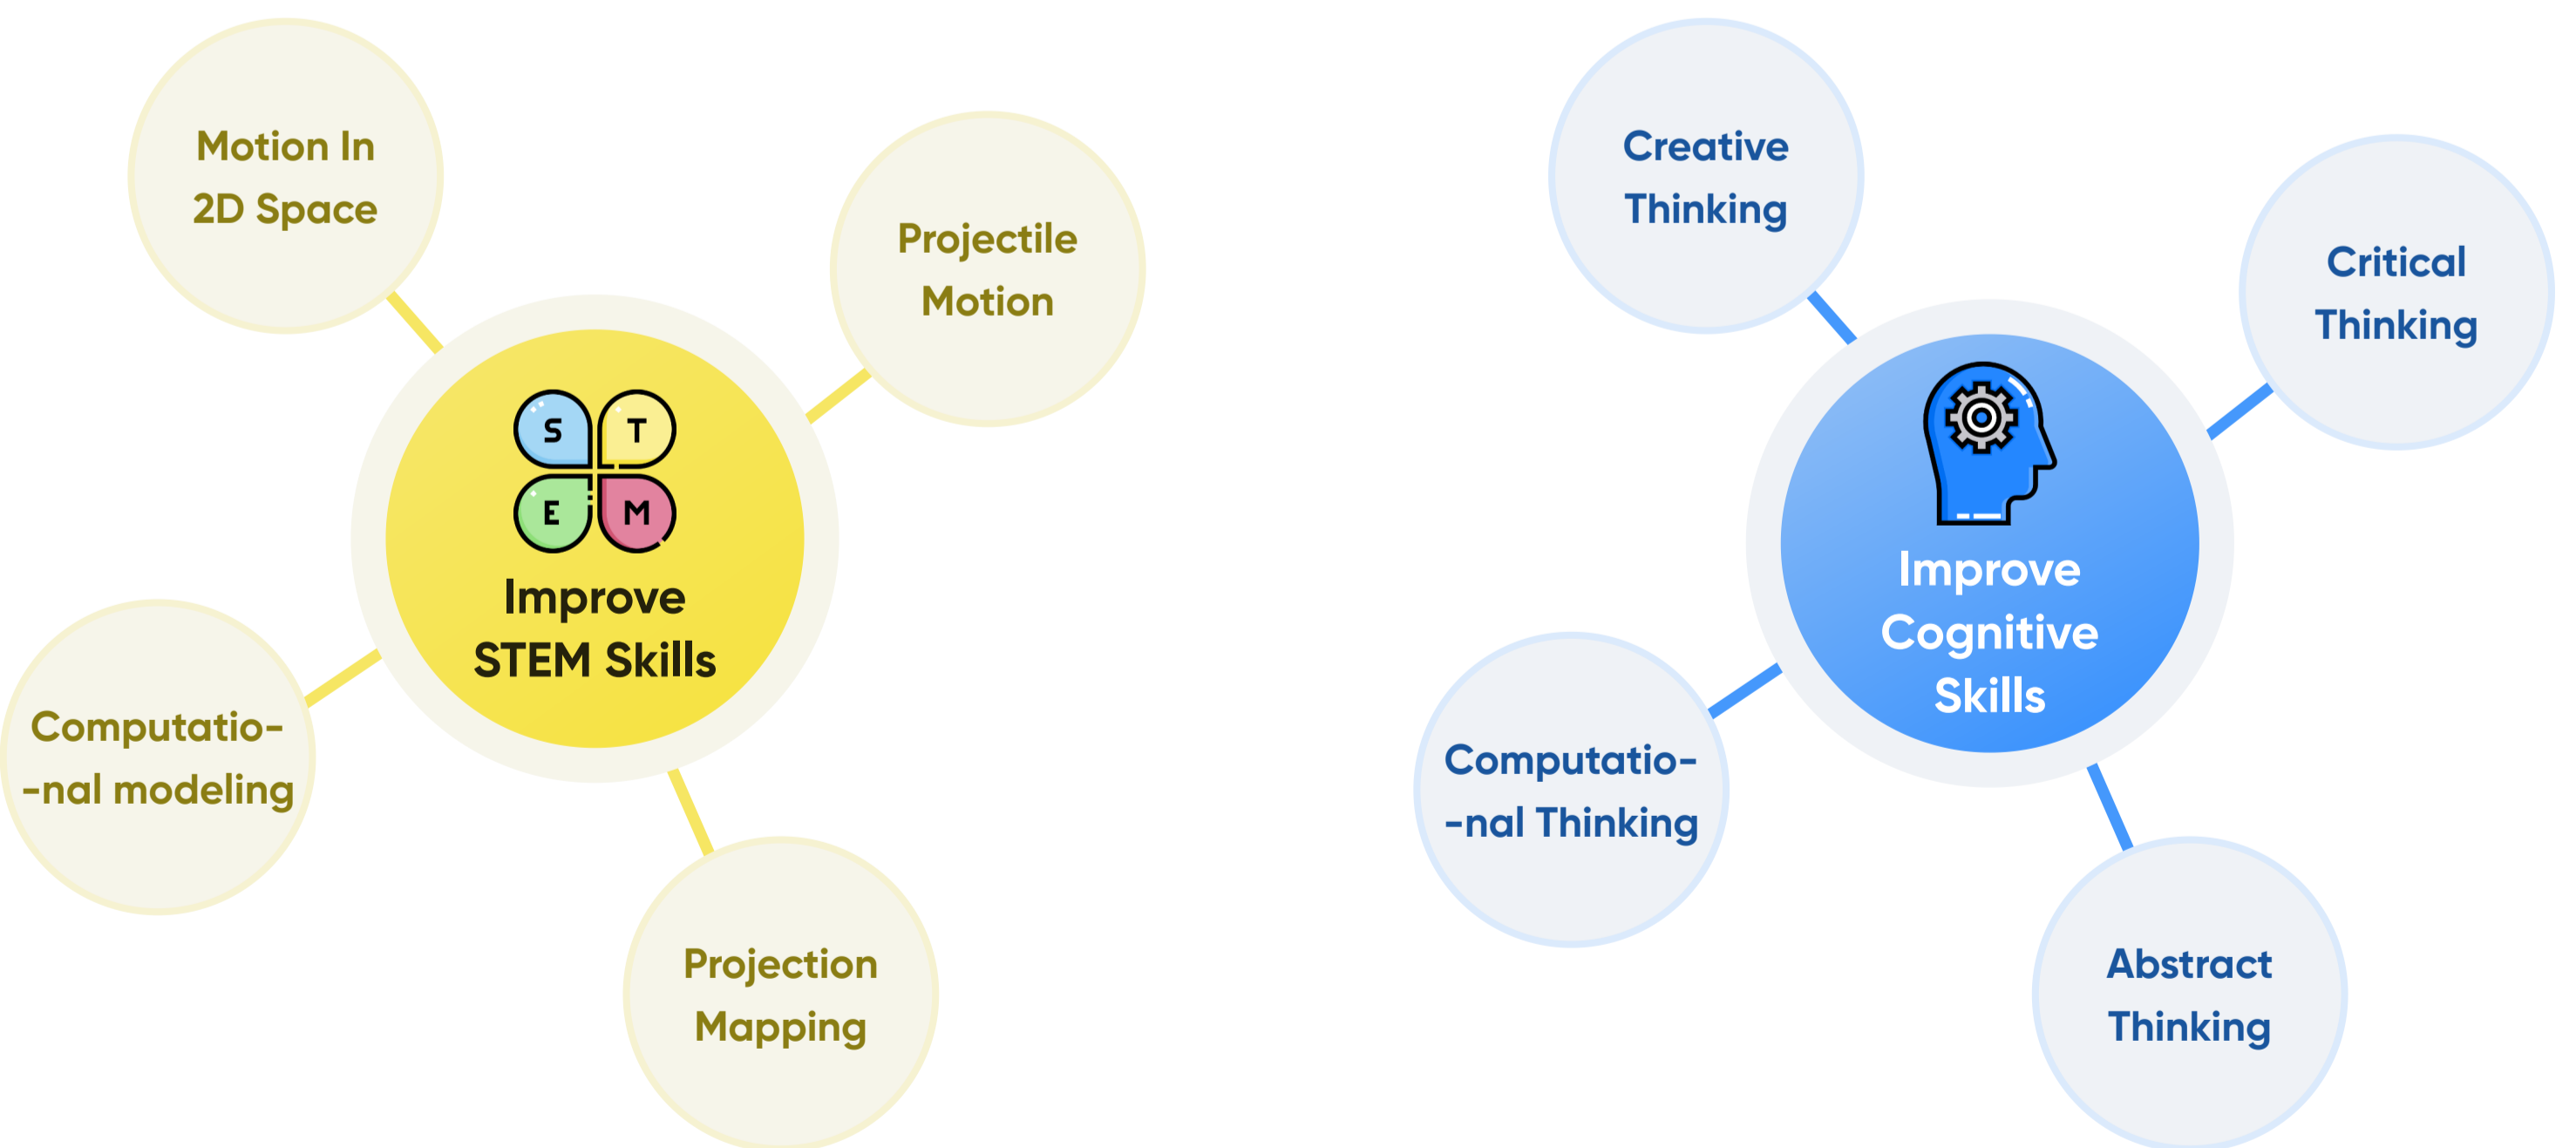 Motion In
2D Space
Projectile
Motion
S T
E M
Improve
STEM Skills
Computatio-
-nal modeling
Projection
Mapping
Creative
Thinking
Critical
Thinking
Improve
Cognitive
Skills
Computatio-
-nal Thinking
Abstract
Thinking